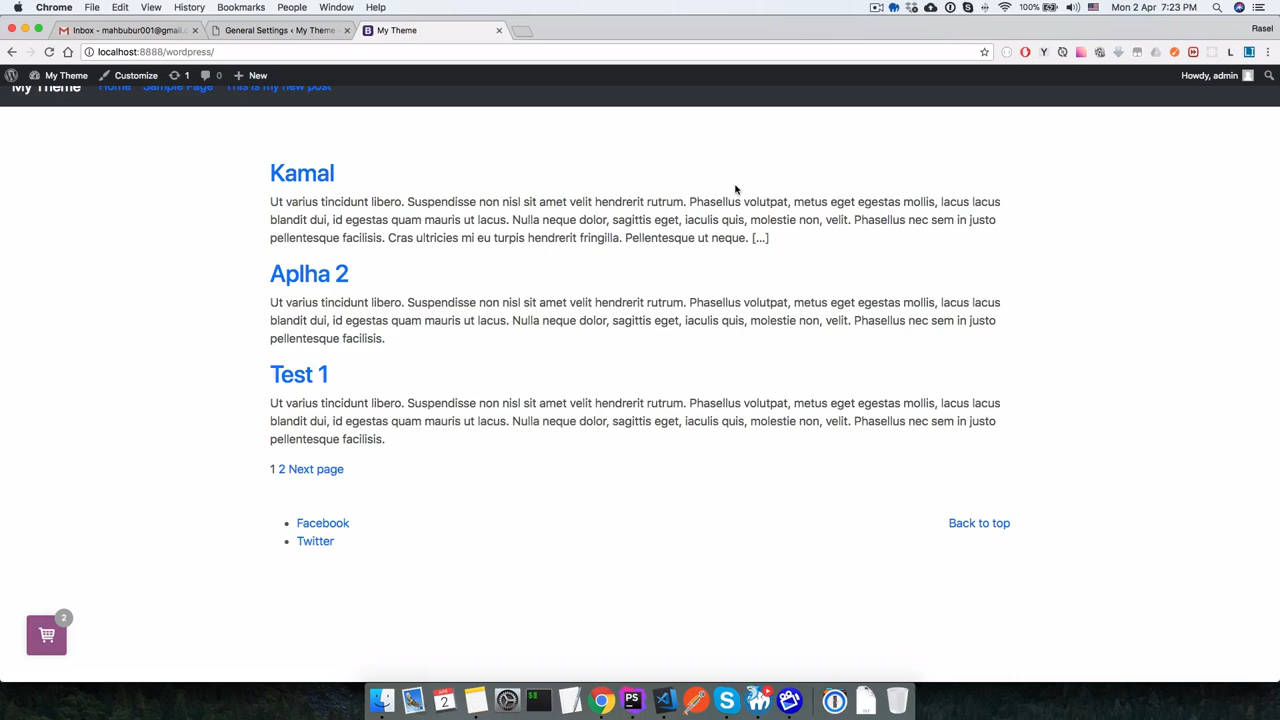 Chrome File Edit View History Bookmarks People Window Help 100% Mon 2 Apr 7:23 PM
Inbox - mahbubur001@gmail.c General Settings ‹ My Theme - My Theme Rasel
localhost:8888/wordpress/
My Theme Customize 1 0 New Howdy, admin
My Theme Home Sample Page This is my new post
Kamal
Ut varius tincidunt libero. Suspendisse non nisl sit amet velit hendrerit rutrum. Phasellus volutpat, metus eget egestas mollis, lacus lacus
blandit dui, id egestas quam mauris ut lacus. Nulla neque dolor, sagittis eget, iaculis quis, molestie non, velit. Phasellus nec sem in justo
pellentesque facilisis. Cras ultricies mi eu turpis hendrerit fringilla. Pellentesque ut neque. [...]
Aplha 2
Ut varius tincidunt libero. Suspendisse non nisl sit amet velit hendrerit rutrum. Phasellus volutpat, metus eget egestas mollis, lacus lacus
blandit dui, id egestas quam mauris ut lacus. Nulla neque dolor, sagittis eget, iaculis quis, molestie non, velit. Phasellus nec sem in justo
pellentesque facilisis.
Test 1
Ut varius tincidunt libero. Suspendisse non nisl sit amet velit hendrerit rutrum. Phasellus volutpat, metus eget egestas mollis, lacus lacus
blandit dui, id egestas quam mauris ut lacus. Nulla neque dolor, sagittis eget, iaculis quis, molestie non, velit. Phasellus nec sem in justo
pellentesque facilisis.
1 2 Next page
Facebook Back to top
Twitter
2